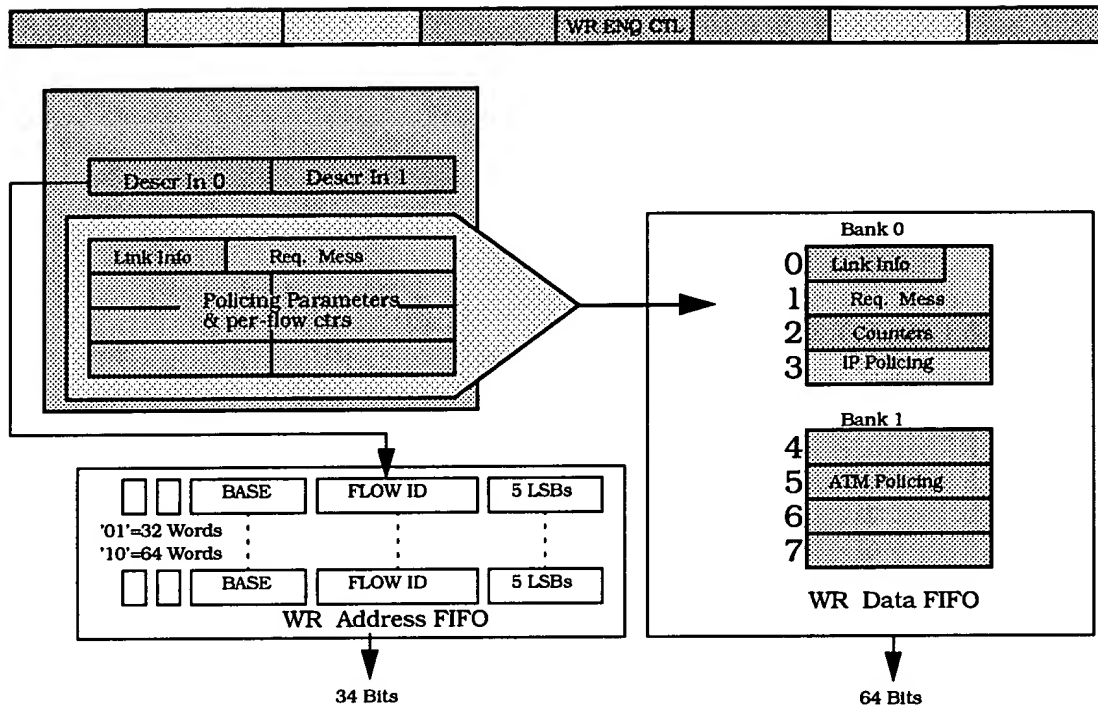 WR ENQ CTL
Descr In 0
Descr In 1
Link Info
Req. Mess
Policing Parameters
& per-flow ctrs
Bank 0
0
Link Info
1
Req. Mess
2
Counters
3
IP Policing
Bank 1
4
5
ATM Policing
6
7
WR Data FIFO
64 Bits
BASE
FLOW ID
5 LSBs
'01'=32 Words
'10'=64 Words
BASE
FLOW ID
5 LSBs
WR Address FIFO
34 Bits